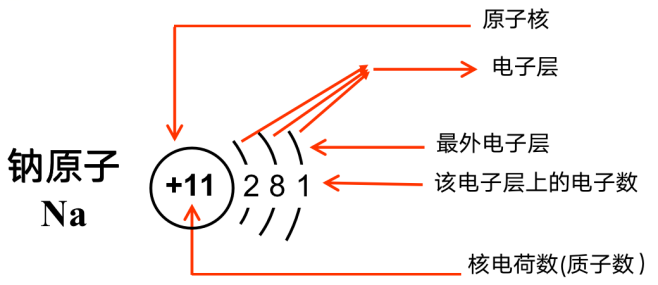 原子核
电子层
最外电子层
钠原子
Na
+11 2 8 1
该电子层上的电子数
核电荷数(质子数)